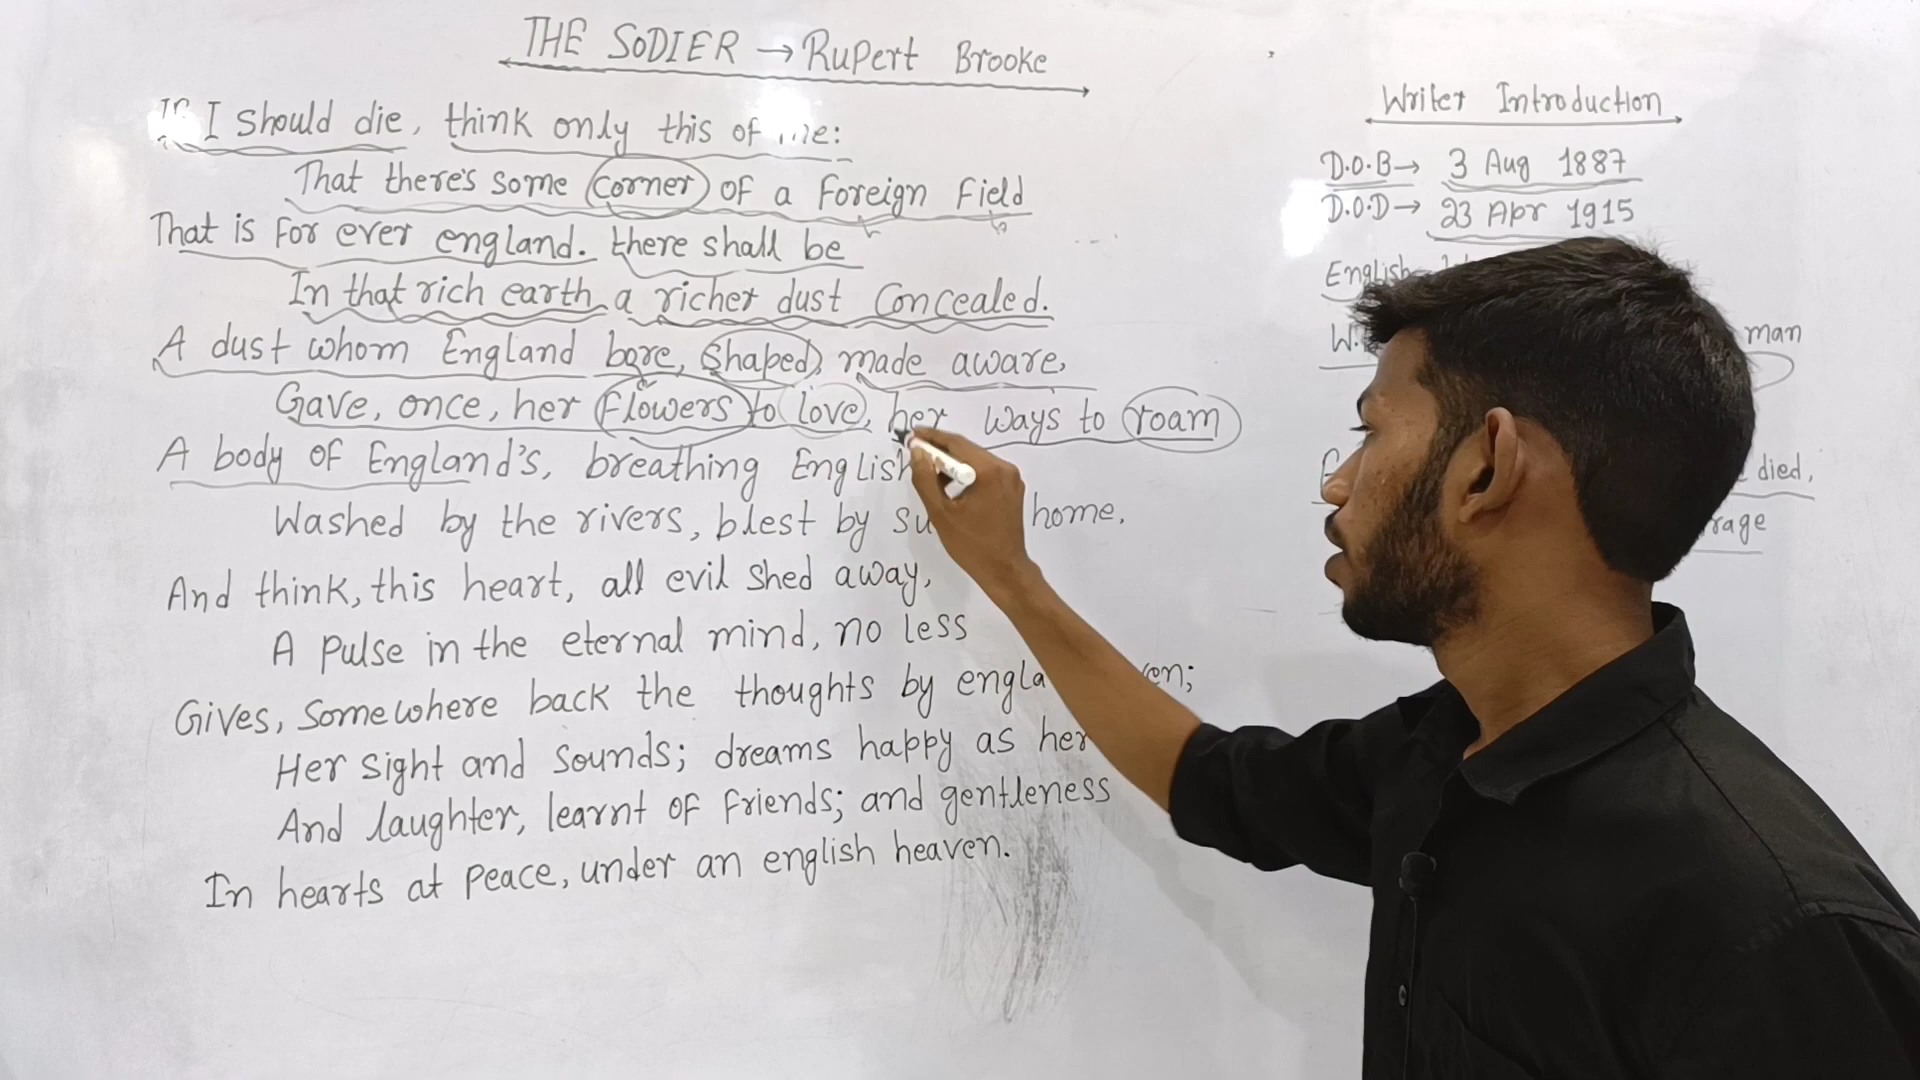 THE SODIER → Rupert Brooke
If I should die, think only this of me:
That there's some corner of a foreign field
That is for ever england. there shall be
In that rich earth a richer dust concealed.
A dust whom England bore, shaped, made aware,
Gave, once, her flowers to love, her ways to roam
A body of England's, breathing English
Washed by the rivers, blest by su home.
And think, this heart, all evil shed away,
A pulse in the eternal mind, no less
Gives, somewhere back the thoughts by engla en;
Her sight and sounds; dreams happy as her
And laughter, learnt of friends; and gentleness
In hearts at peace, under an english heaven.
Writer Introduction
D.O.B → 3 Aug 1887
D.O.D → 23 Apr 1915
English
W. man
died,
rage